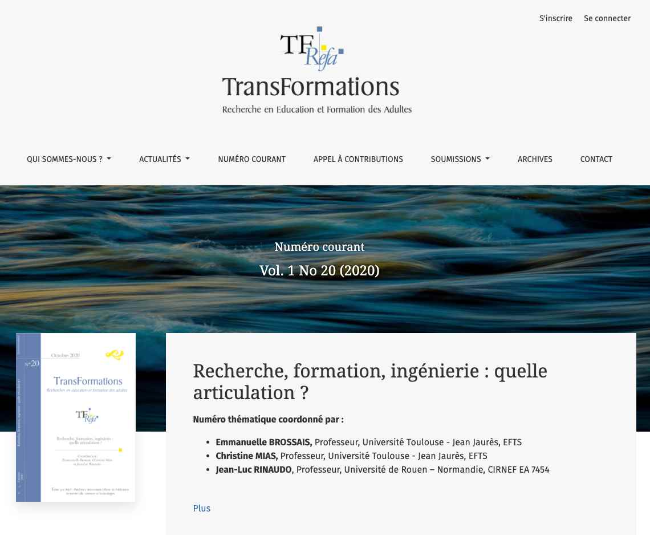 S'inscrire Se connecter
TF
Refa
TransFormations
Recherche en Education et Formation des Adultes
QUI SOMMES-NOUS ? ACTUALITÉS NUMÉRO COURANT APPEL À CONTRIBUTIONS SOUMISSIONS ARCHIVES CONTACT
Numéro courant
Vol. 1 No 20 (2020)
n°20
Octobre 2020
TransFormations
Recherches en éducation et formation des adultes
TF
Refa
Recherche, formation, ingénierie :
quelle articulation ?
Recherche, formation, ingénierie : quelle
articulation ?
Numéro thématique coordonné par :
Emmanuelle BROSSAIS, Professeur, Université Toulouse - Jean Jaurès, EFTS
Christine MIAS, Professeur, Université Toulouse - Jean Jaurès, EFTS
Jean-Luc RINAUDO, Professeur, Université de Rouen – Normandie, CIRNEF EA 7454
Plus